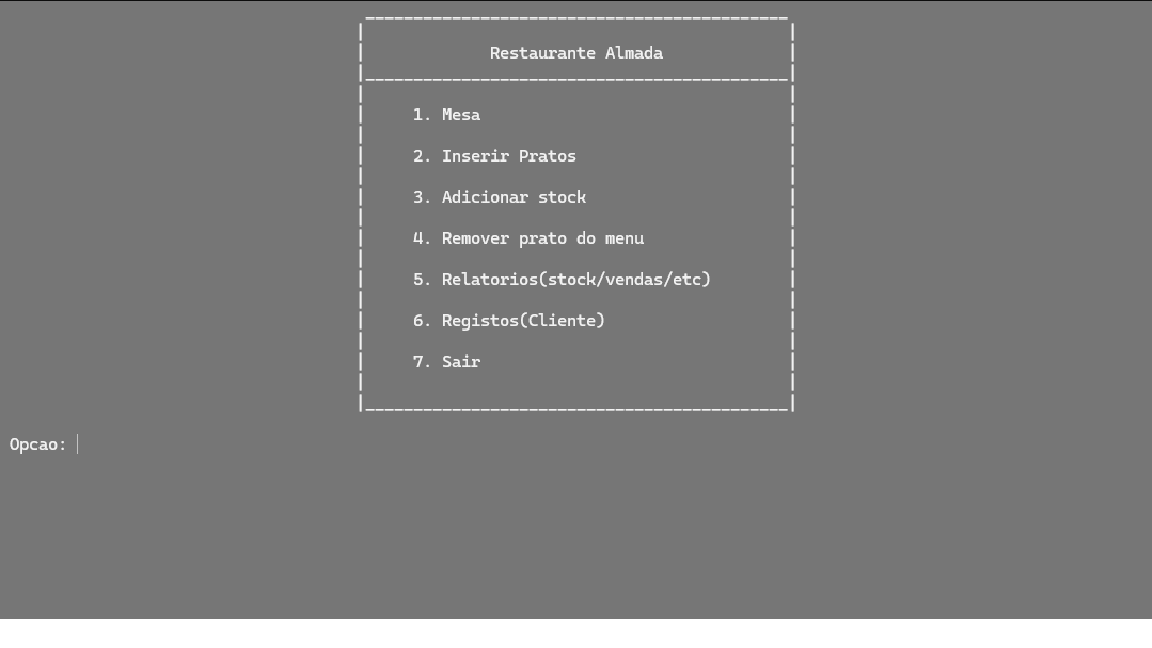 Restaurante Almada
1. Mesa
2. Inserir Pratos
3. Adicionar stock
4. Remover prato do menu
5. Relatorios(stock/vendas/etc)
6. Registos(Cliente)
7. Sair
Opcao: